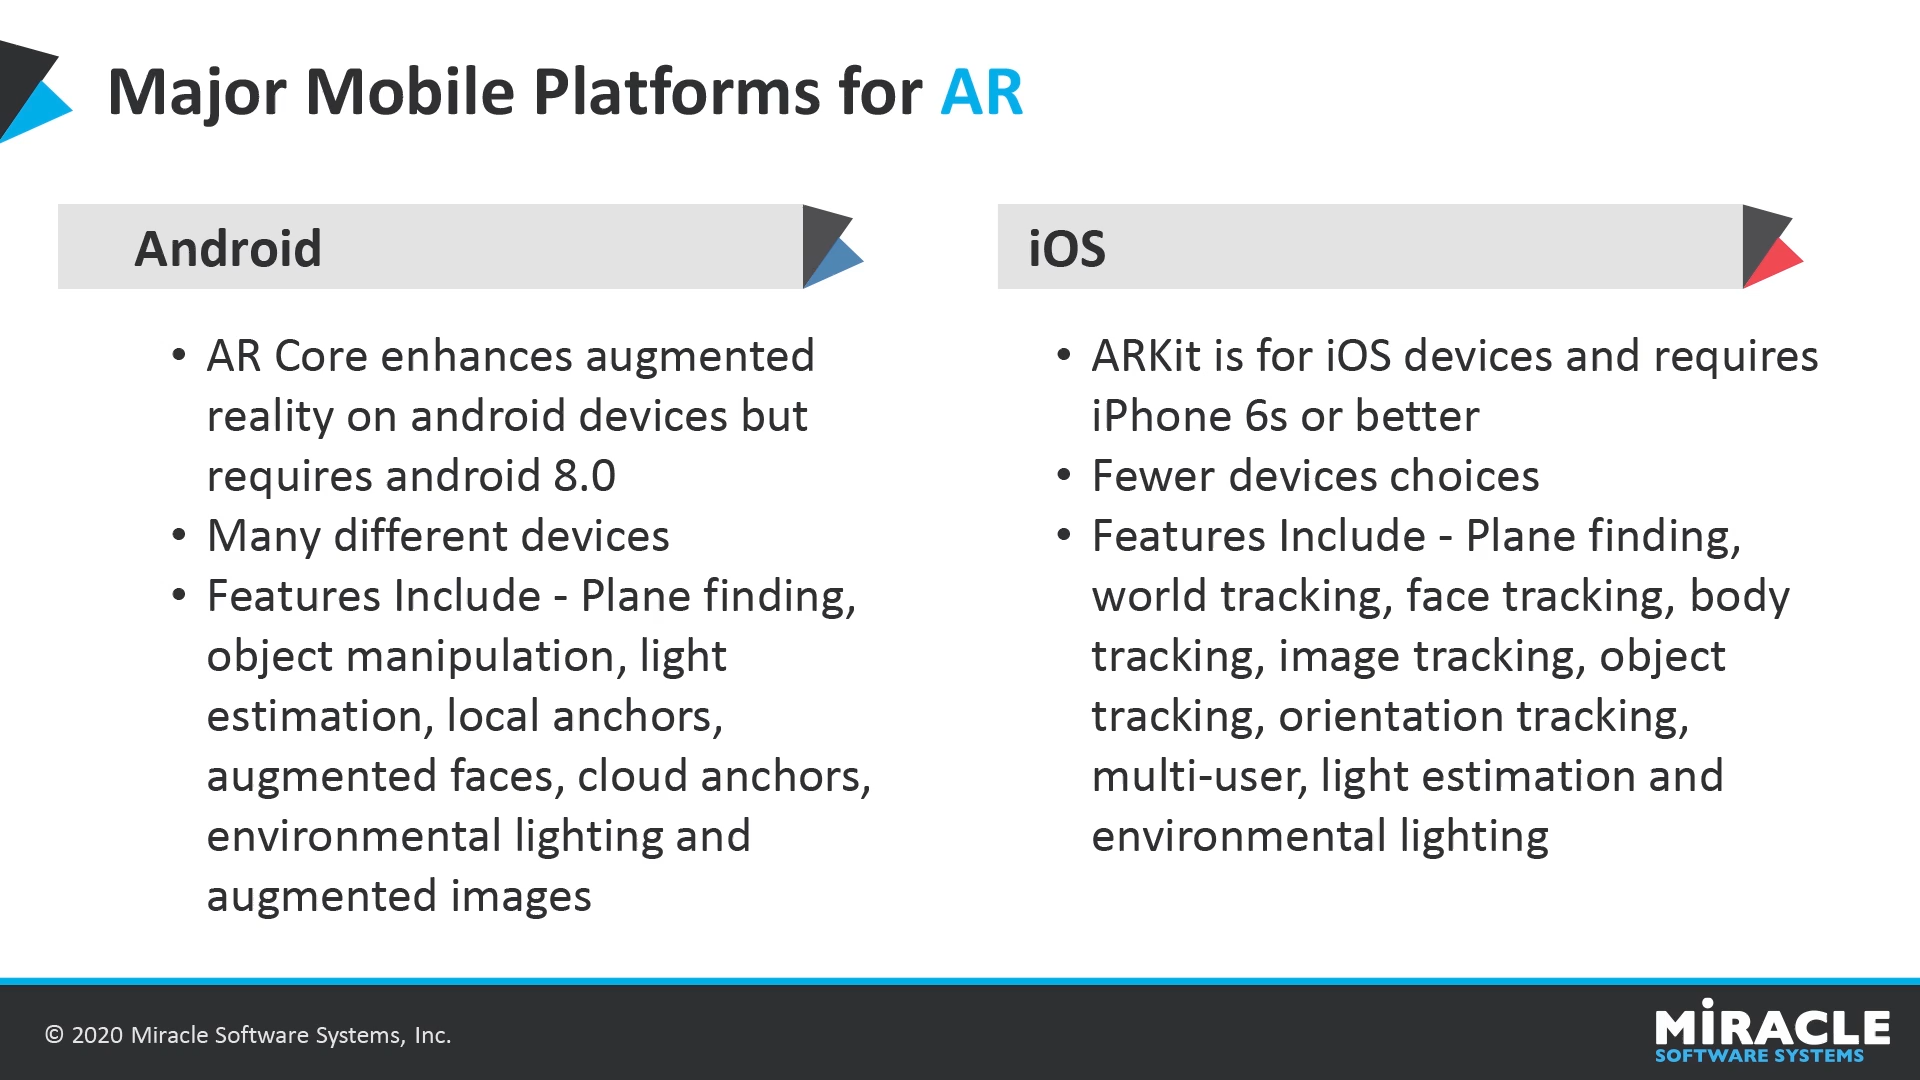 Major Mobile Platforms for AR
Android
• AR Core enhances augmented
reality on android devices but
requires android 8.0
• Many different devices
• Features Include - Plane finding,
object manipulation, light
estimation, local anchors,
augmented faces, cloud anchors,
environmental lighting and
augmented images
iOS
• ARKit is for iOS devices and requires
iPhone 6s or better
• Fewer devices choices
• Features Include - Plane finding,
world tracking, face tracking, body
tracking, image tracking, object
tracking, orientation tracking,
multi-user, light estimation and
environmental lighting
© 2020 Miracle Software Systems, Inc.
MiRACLE
SOFTWARE SYSTEMS